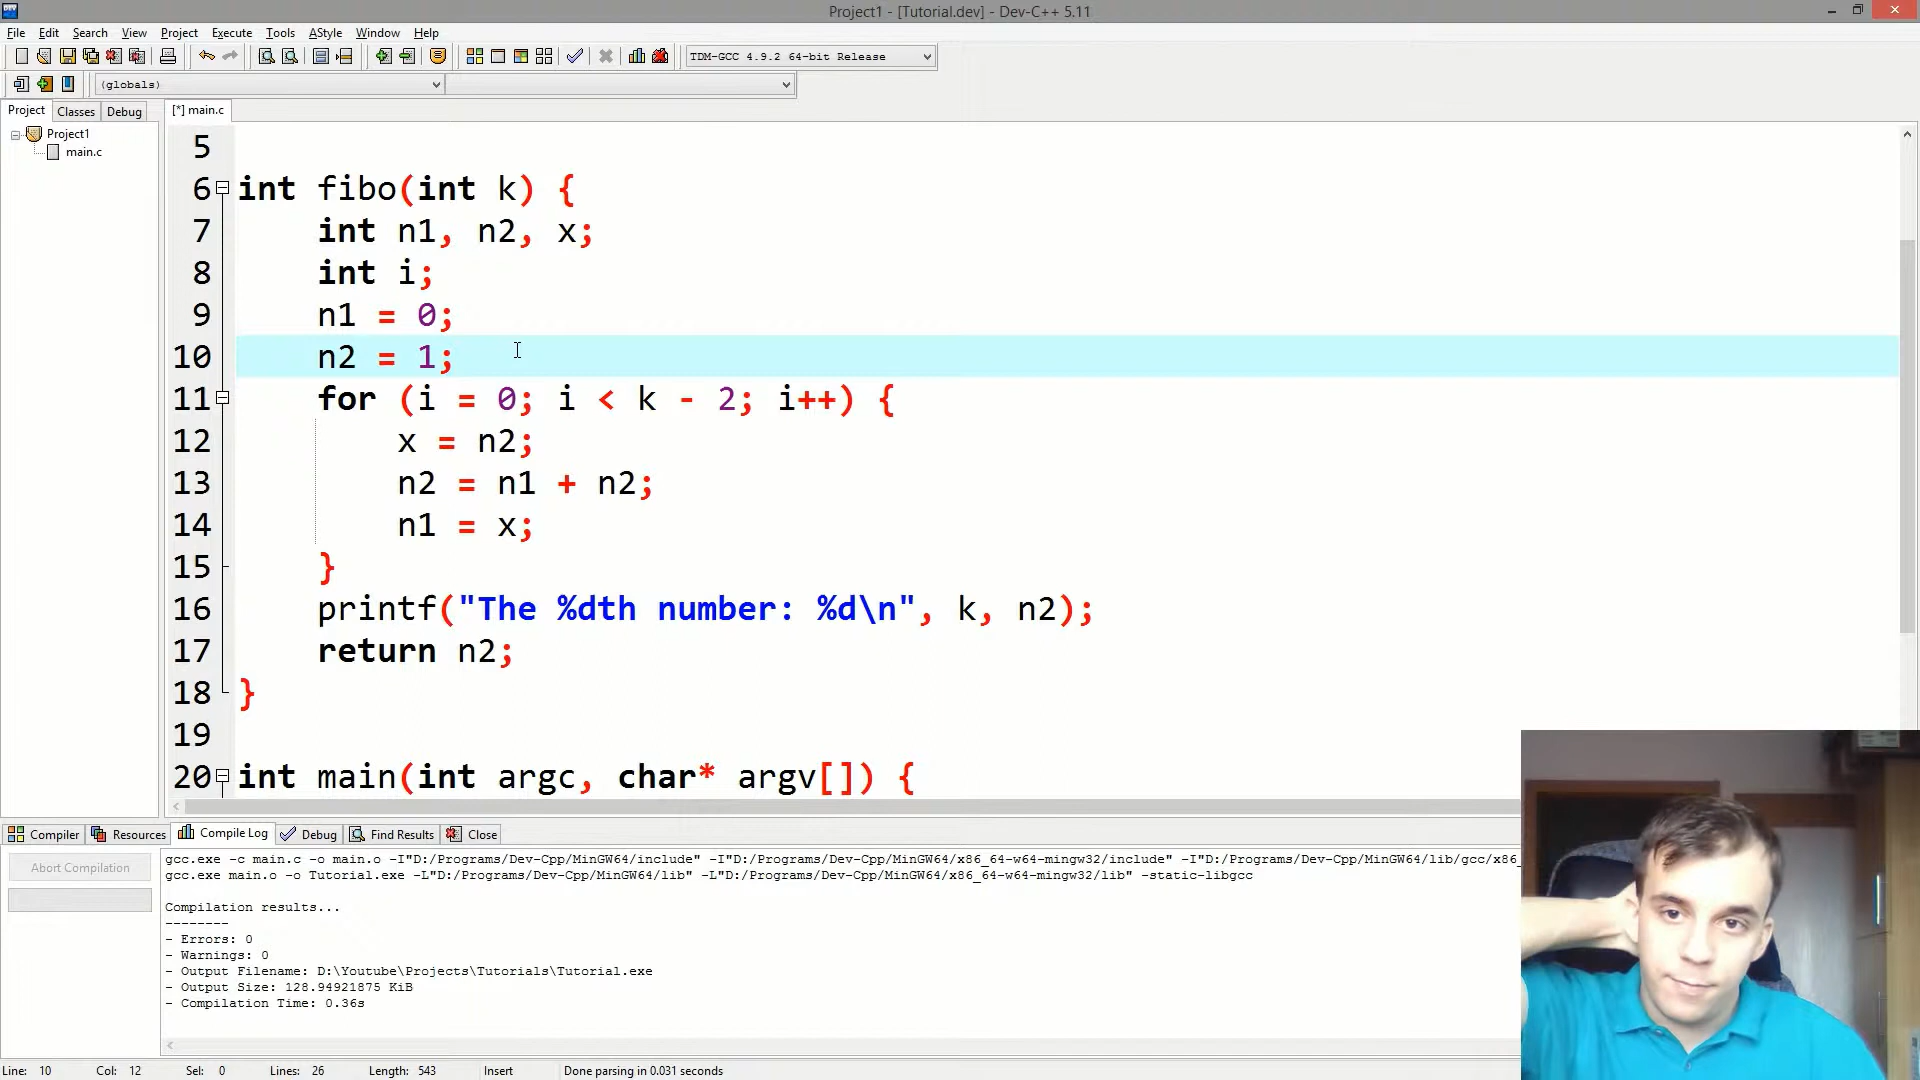 Project1 - [Tutorial.dev] - Dev-C++ 5.11
File Edit Search View Project Execute Tools AStyle Window Help
TDM-GCC 4.9.2 64-bit Release
(globals)
Project Classes Debug
[*] main.c
Project1
main.c
5
6 int fibo(int k) {
7 int n1, n2, x;
8 int i;
9 n1 = 0;
10 n2 = 1;
11 for (i = 0; i < k - 2; i++) {
12 x = n2;
13 n2 = n1 + n2;
14 n1 = x;
15 }
16 printf("The %dth number: %d\n", k, n2);
17 return n2;
18 }
19
20 int main(int argc, char* argv[]) {
Compiler Resources Compile Log Debug Find Results Close
Abort Compilation
gcc.exe -c main.c -o main.o -I"D:/Programs/Dev-Cpp/MinGW64/include" -I"D:/Programs/Dev-Cpp/MinGW64/x86_64-w64-mingw32/include" -I"D:/Programs/Dev-Cpp/MinGW64/lib/gcc/x86_
gcc.exe main.o -o Tutorial.exe -L"D:/Programs/Dev-Cpp/MinGW64/lib" -L"D:/Programs/Dev-Cpp/MinGW64/x86_64-w64-mingw32/lib" -static-libgcc
Compilation results...
--------
- Errors: 0
- Warnings: 0
- Output Filename: D:\Youtube\Projects\Tutorials\Tutorial.exe
- Output Size: 128.94921875 KiB
- Compilation Time: 0.36s
Line: 10 Col: 12 Sel: 0 Lines: 26 Length: 543 Insert Done parsing in 0.031 seconds